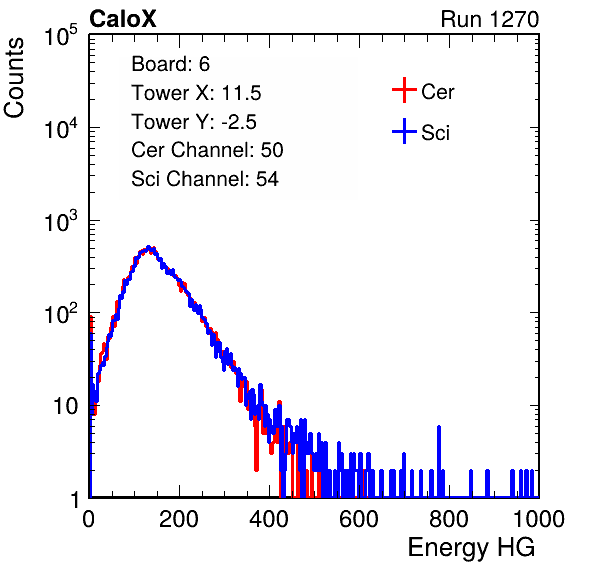 CaloX Run 1270
Board: 6
Tower X: 11.5
Tower Y: -2.5
Cer Channel: 50
Sci Channel: 54
Cer
Sci
Counts
10^5
10^4
10^3
10^2
10
1
0 200 400 600 800 1000
Energy HG